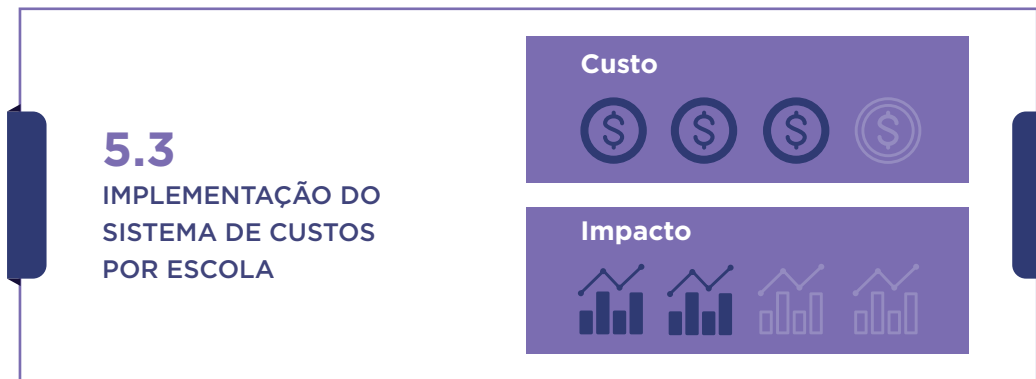 5.3
IMPLEMENTAÇÃO DO
SISTEMA DE CUSTOS
POR ESCOLA
Custo
$ $ $ $
Impacto